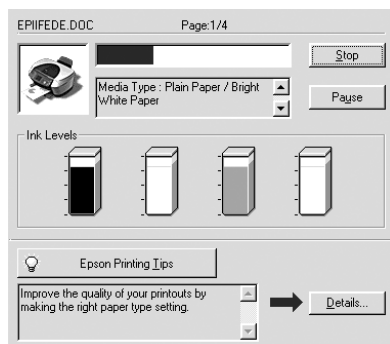 EPIIFEDE.DOC Page:1/4
Stop
Media Type : Plain Paper / Bright
White Paper
Pause
Ink Levels
Epson Printing Tips
Improve the quality of your printouts by
making the right paper type setting.
Details...